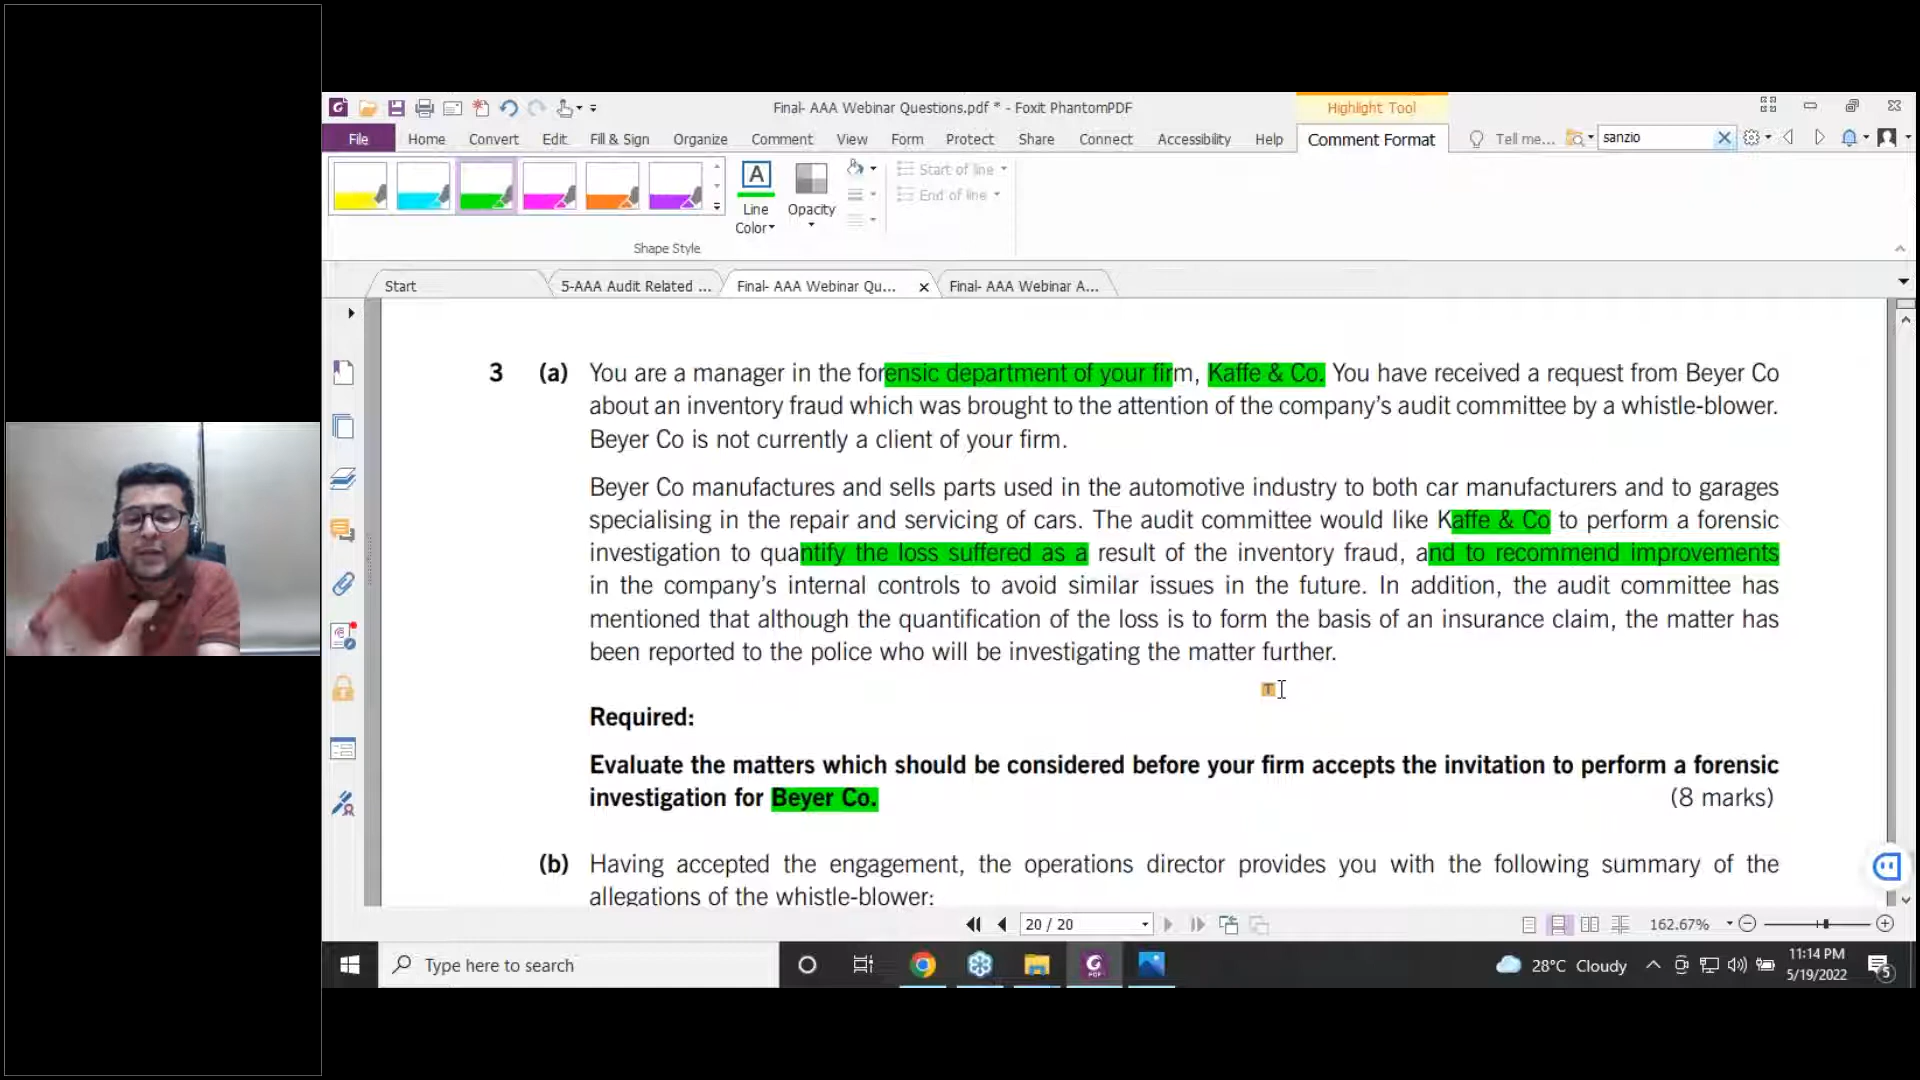 Final- AAA Webinar Questions.pdf * - Foxit PhantomPDF
Highlight Tool
File Home Convert Edit Fill & Sign Organize Comment View Form Protect Share Connect Accessibility Help Comment Format Tell me... sanzio
Line
Color
Opacity
Start of line
End of line
Shape Style
Start
5-AAA Audit Related ...
Final- AAA Webinar Qu...
Final- AAA Webinar A...
3 (a) You are a manager in the forensic department of your firm, Kaffe & Co. You have received a request from Beyer Co
about an inventory fraud which was brought to the attention of the company's audit committee by a whistle-blower.
Beyer Co is not currently a client of your firm.
Beyer Co manufactures and sells parts used in the automotive industry to both car manufacturers and to garages
specialising in the repair and servicing of cars. The audit committee would like Kaffe & Co to perform a forensic
investigation to quantify the loss suffered as a result of the inventory fraud, and to recommend improvements
in the company's internal controls to avoid similar issues in the future. In addition, the audit committee has
mentioned that although the quantification of the loss is to form the basis of an insurance claim, the matter has
been reported to the police who will be investigating the matter further.
Required:
Evaluate the matters which should be considered before your firm accepts the invitation to perform a forensic
investigation for Beyer Co. (8 marks)
(b) Having accepted the engagement, the operations director provides you with the following summary of the
allegations of the whistle-blower:
20 / 20
162.67%
Type here to search
28°C Cloudy
11:14 PM
5/19/2022
5